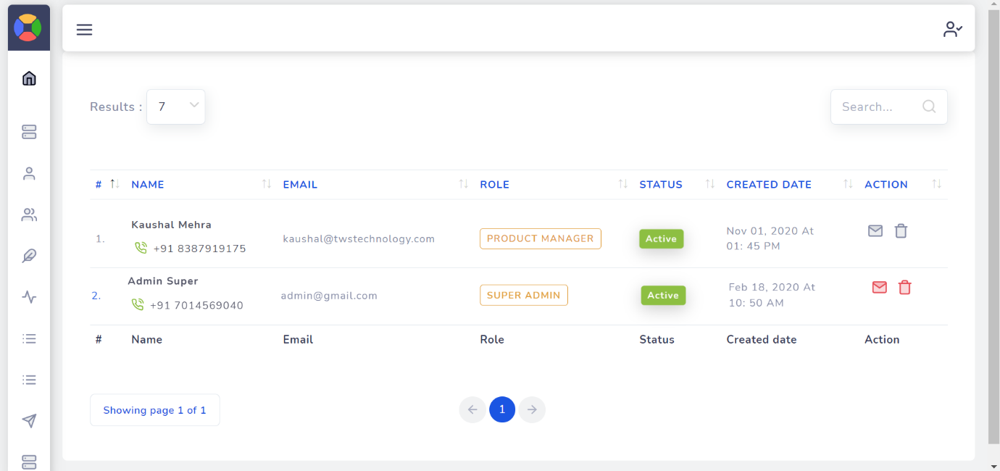 Results : 7
Search...
# NAME EMAIL ROLE STATUS CREATED DATE ACTION
1. Kaushal Mehra kaushal@twstechnology.com PRODUCT MANAGER Active Nov 01, 2020 At
+91 8387919175 01: 45 PM
2. Admin Super admin@gmail.com SUPER ADMIN Active Feb 18, 2020 At
+91 7014569040 10: 50 AM
# Name Email Role Status Created date Action
Showing page 1 of 1
1